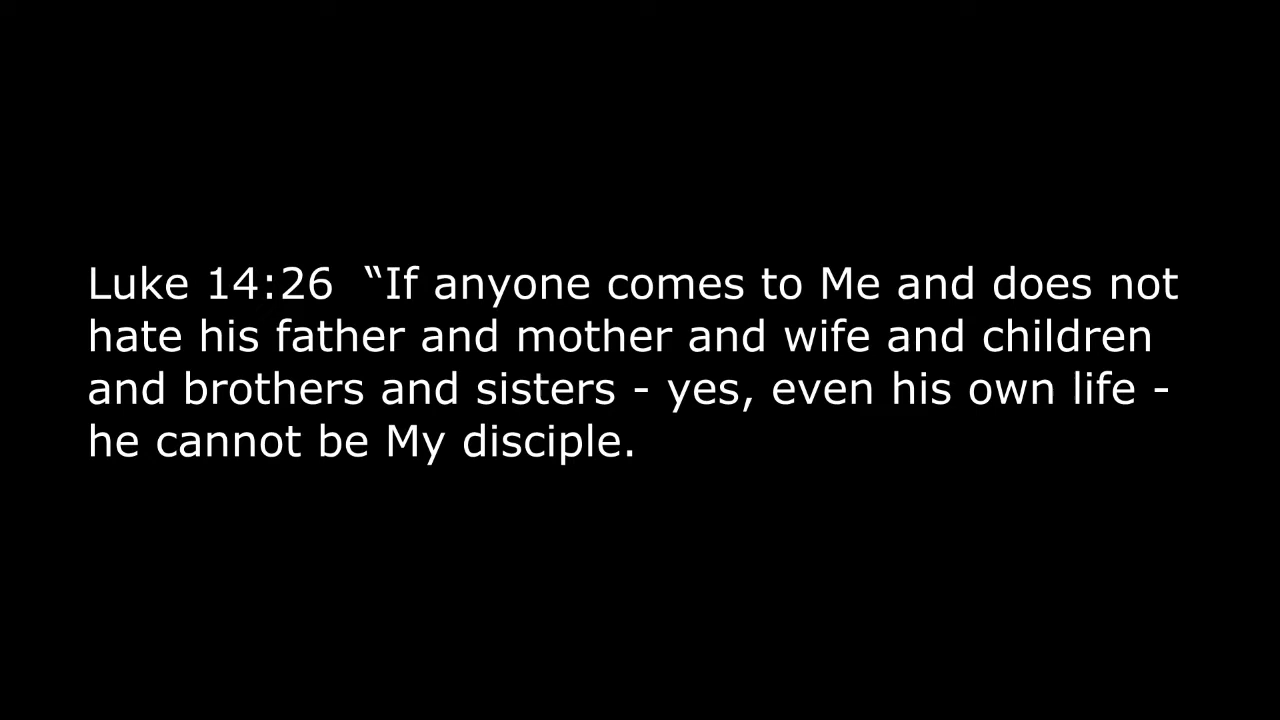 Luke 14:26  “If anyone comes to Me and does not
hate his father and mother and wife and children
and brothers and sisters - yes, even his own life -
he cannot be My disciple.